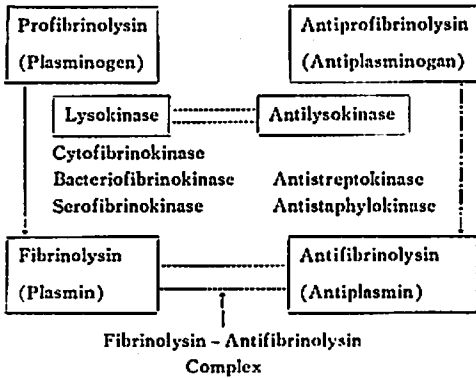 Profibrinolysin
(Plasminogen)
Antiprofibrinolysin
(Antiplasminogan)
Lysokinase
Antilysokinase
Cytofibrinokinase
Bacteriofibrinokinase
Serofibrinokinase
Antistreptokinase
Antistaphylokinase
Fibrinolysin
(Plasmin)
Antifibrinolysin
(Antiplasmin)
Fibrinolysin - Antifibrinolysin
Complex